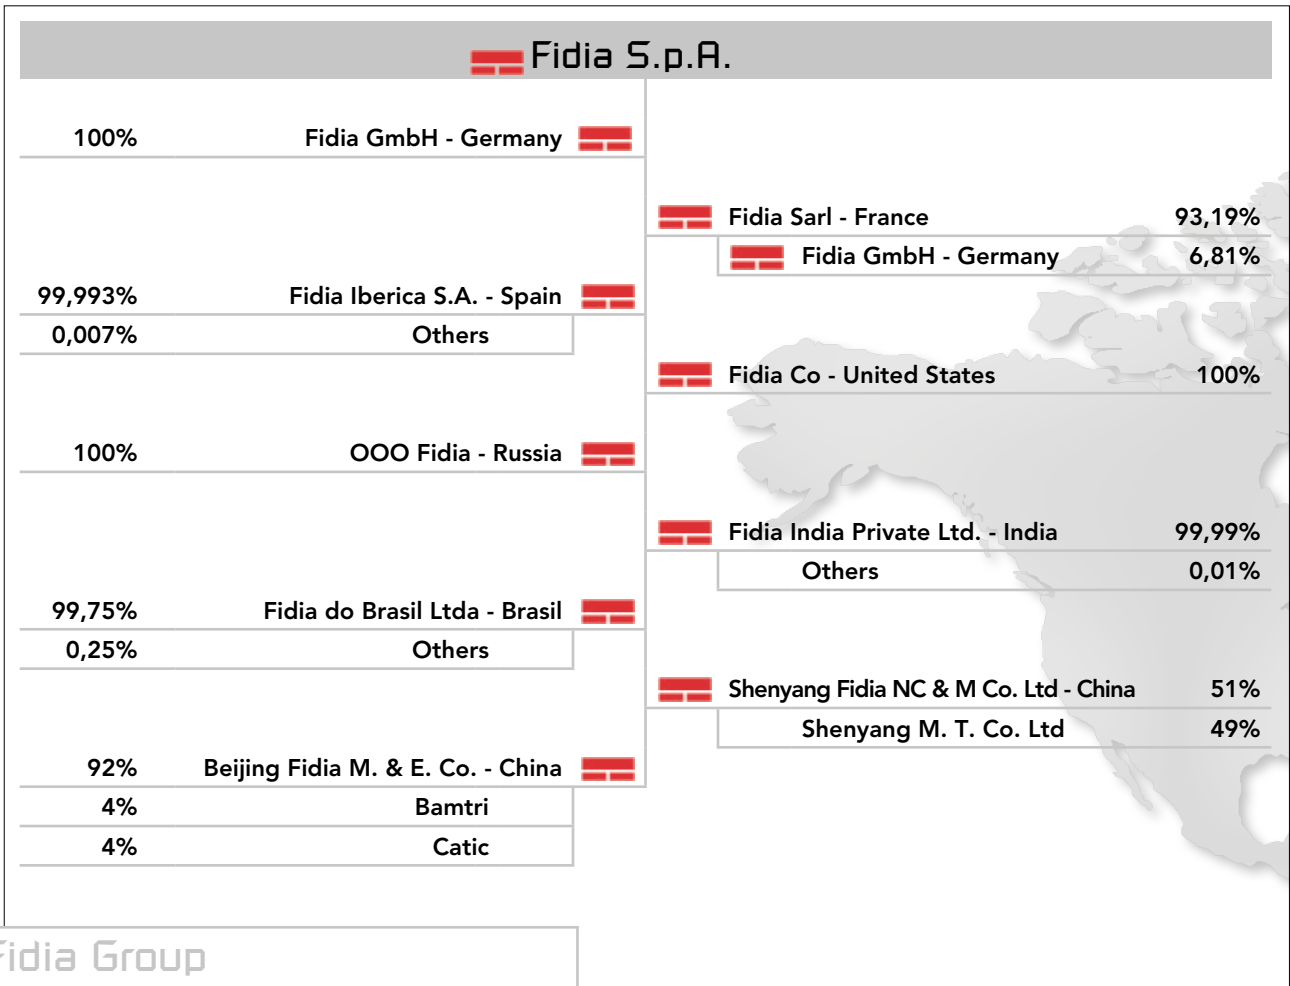 Fidia S.p.A.
100% Fidia GmbH - Germany
Fidia Sarl - France 93,19%
Fidia GmbH - Germany 6,81%
99,993% Fidia Iberica S.A. - Spain
0,007% Others
Fidia Co - United States 100%
100% OOO Fidia - Russia
Fidia India Private Ltd. - India 99,99%
Others 0,01%
99,75% Fidia do Brasil Ltda - Brasil
0,25% Others
Shenyang Fidia NC & M Co. Ltd - China 51%
Shenyang M. T. Co. Ltd 49%
92% Beijing Fidia M. & E. Co. - China
4% Bamtri
4% Catic
Fidia Group